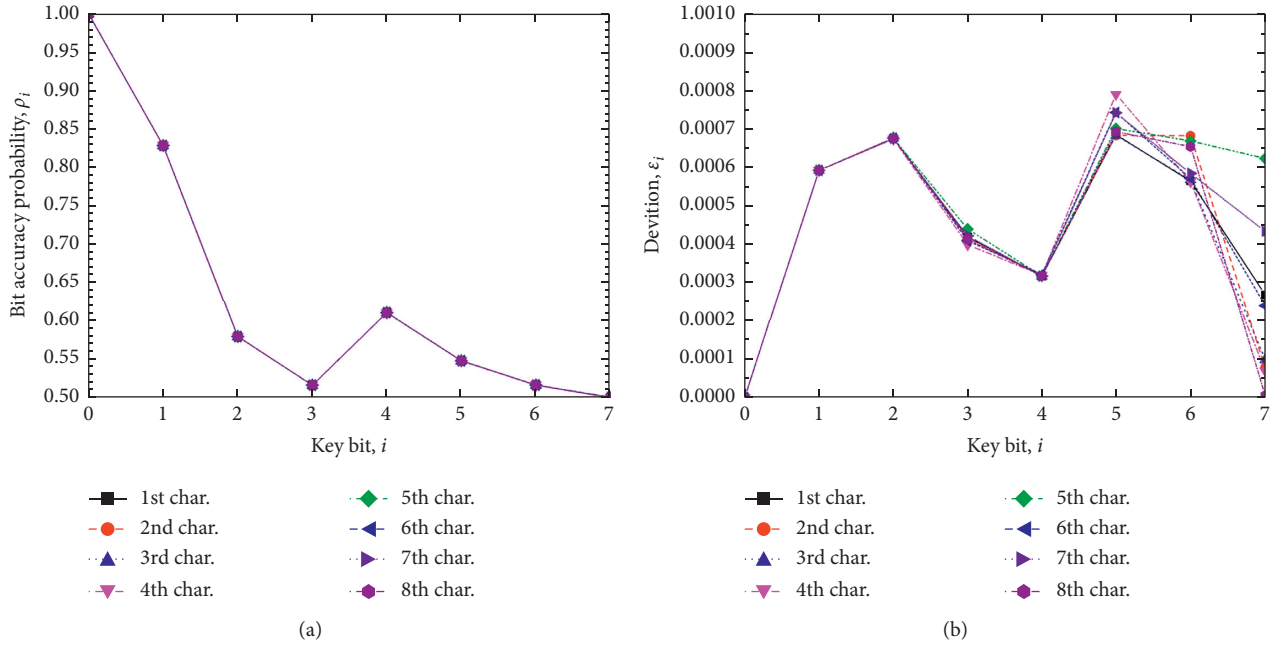 Bit accuracy probability, ρi
1.00
0.95
0.90
0.85
0.80
0.75
0.70
0.65
0.60
0.55
0.50
0 1 2 3 4 5 6 7
Key bit, i
1st char.
2nd char.
3rd char.
4th char.
5th char.
6th char.
7th char.
8th char.
(a)
Devition, εi
0.0010
0.0009
0.0008
0.0007
0.0006
0.0005
0.0004
0.0003
0.0002
0.0001
0.0000
0 1 2 3 4 5 6 7
Key bit, i
1st char.
2nd char.
3rd char.
4th char.
5th char.
6th char.
7th char.
8th char.
(b)